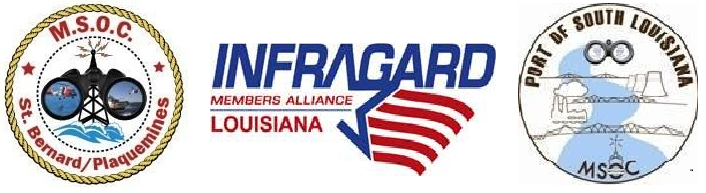 M.S.O.C.
St. Bernard/Plaquemines
INFRAGARD
MEMBERS ALLIANCE
LOUISIANA
PORT OF SOUTH LOUISIANA
MSOC